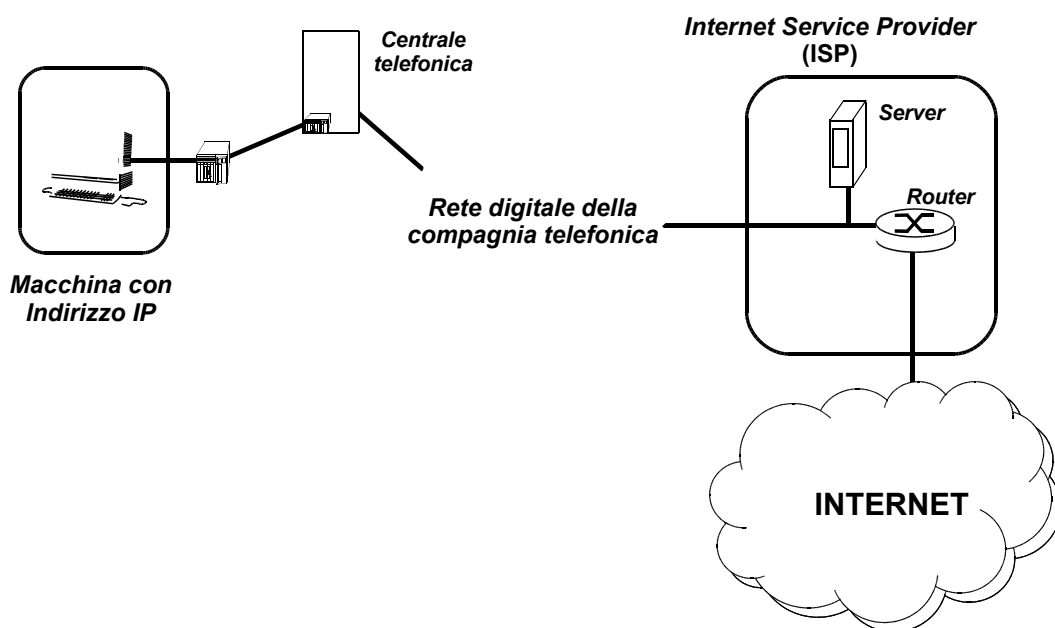 Centrale
telefonica
Internet Service Provider
(ISP)
Server
Router
Rete digitale della
compagnia telefonica
Macchina con
Indirizzo IP
INTERNET